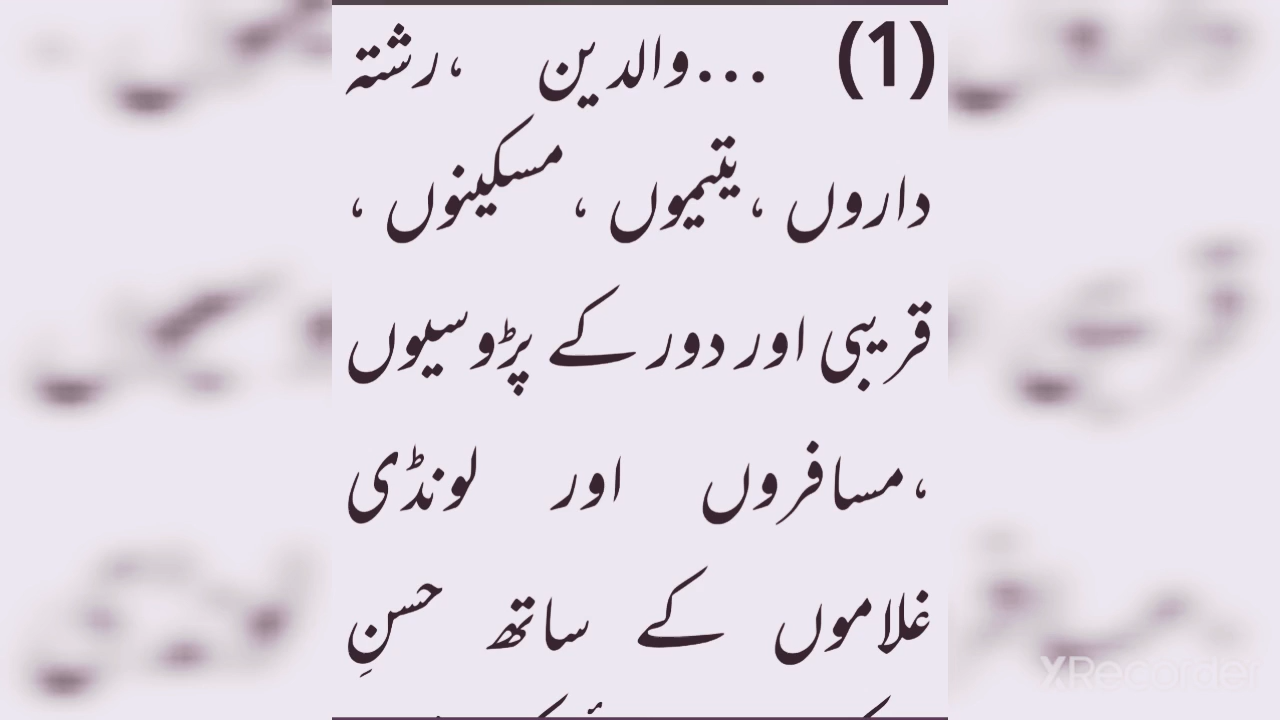 (1) ...والدین ،رشتہ
داروں ،یتیموں ،مسکینوں ،
قریبی اور دور کے پڑوسیوں
،مسافروں اور لونڈی
غلاموں کے ساتھ حسنِ
XRecorder